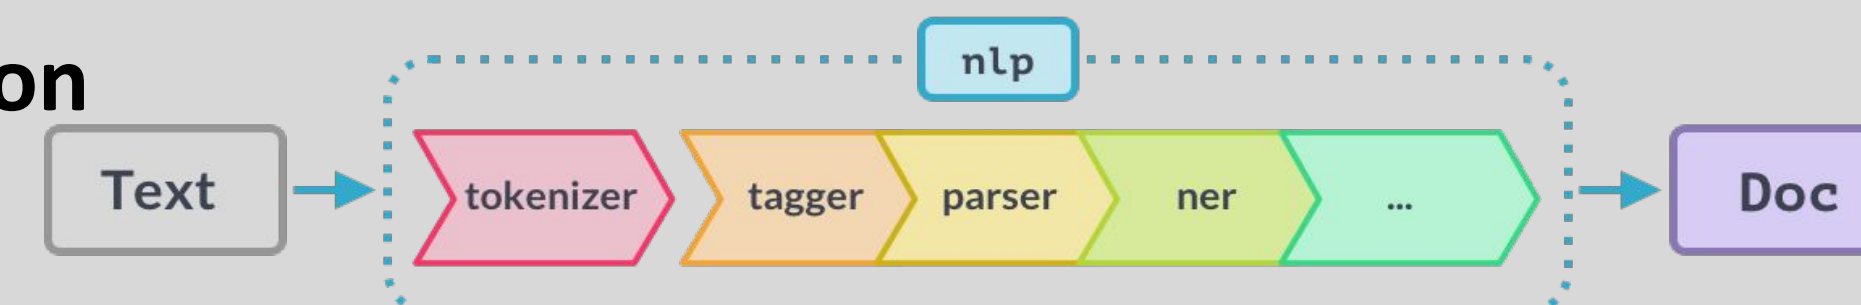 on
nlp
Text
tokenizer
tagger
parser
ner
...
Doc